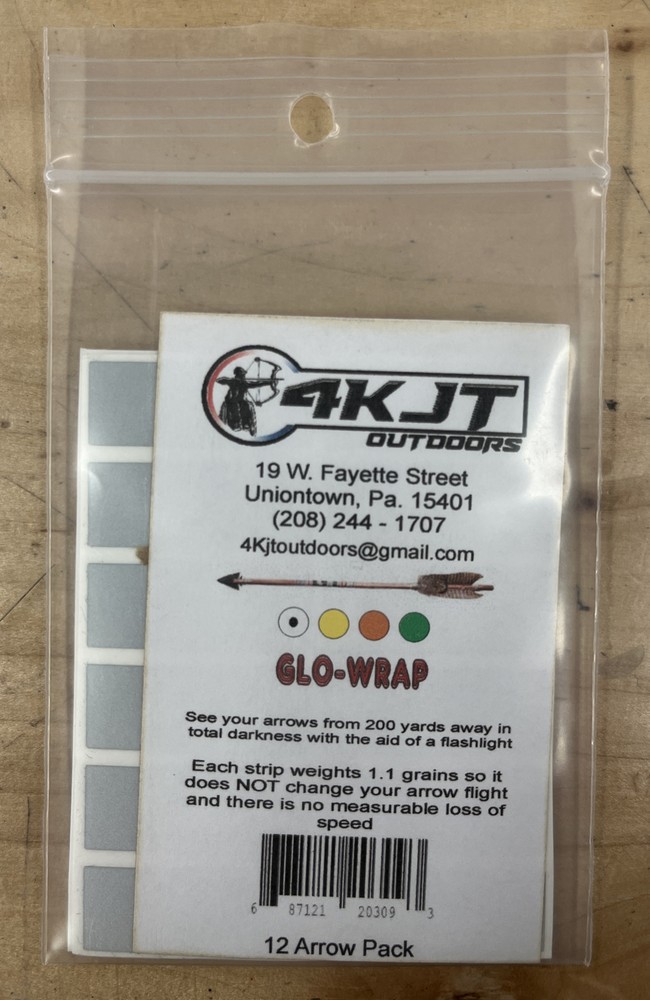 4KJT
OUTDOORS
19 W. Fayette Street
Uniontown, Pa. 15401
(208) 244 - 1707
4Kjtoutdoors@gmail.com
GLO-WRAP
See your arrows from 200 yards away in
total darkness with the aid of a flashlight
Each strip weights 1.1 grains so it
does NOT change your arrow flight
and there is no measurable loss of
speed
6 87121 20309 3
12 Arrow Pack